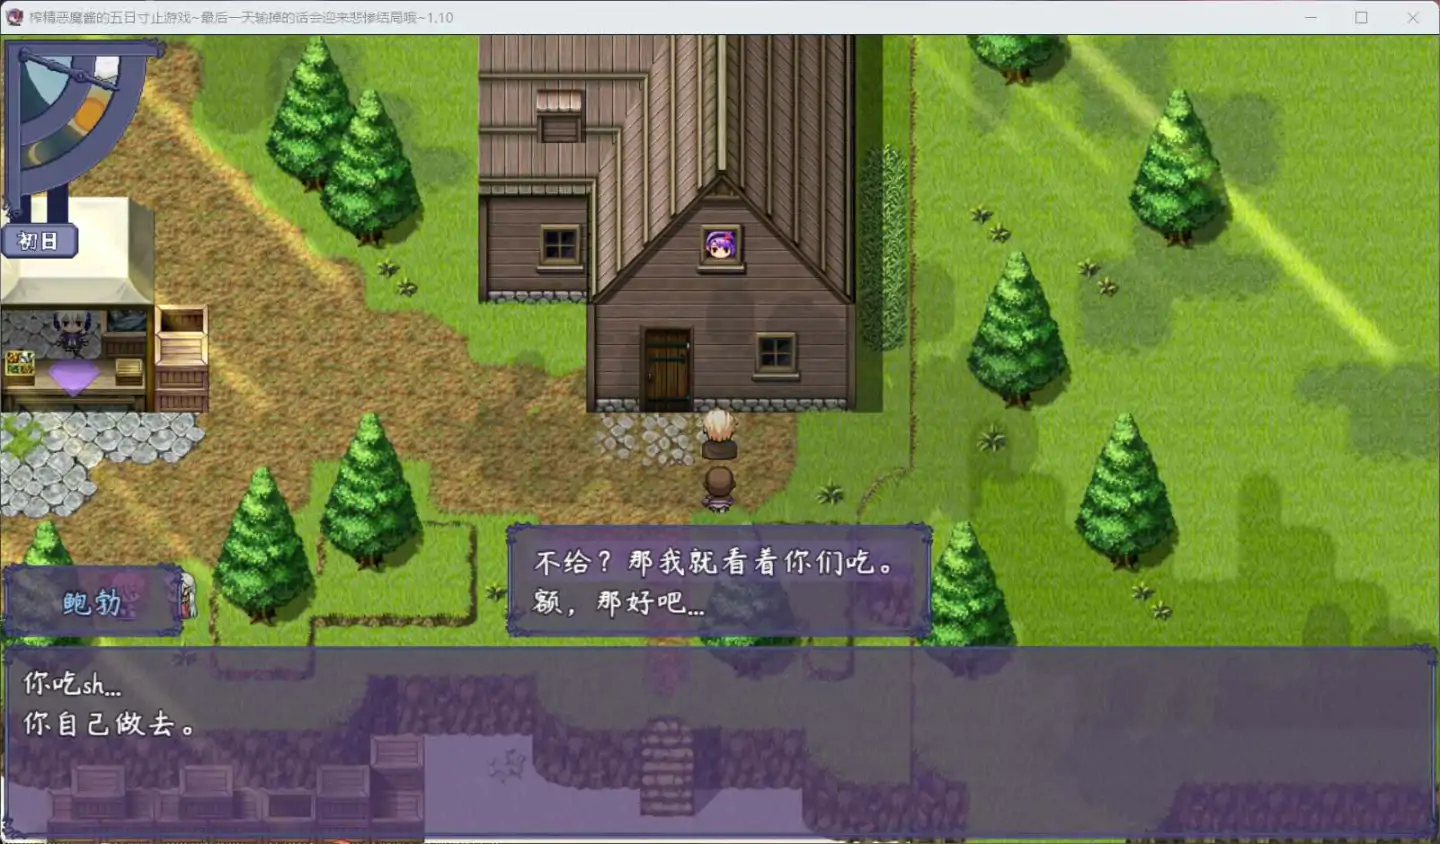 榨精恶魔酱的五日寸止游戏~最后一天输掉的话会迎来悲惨结局哦~1.10
初日
不给？那我就看着你们吃。
额，那好吧...
鲍勃
你吃sh...
你自己做去。